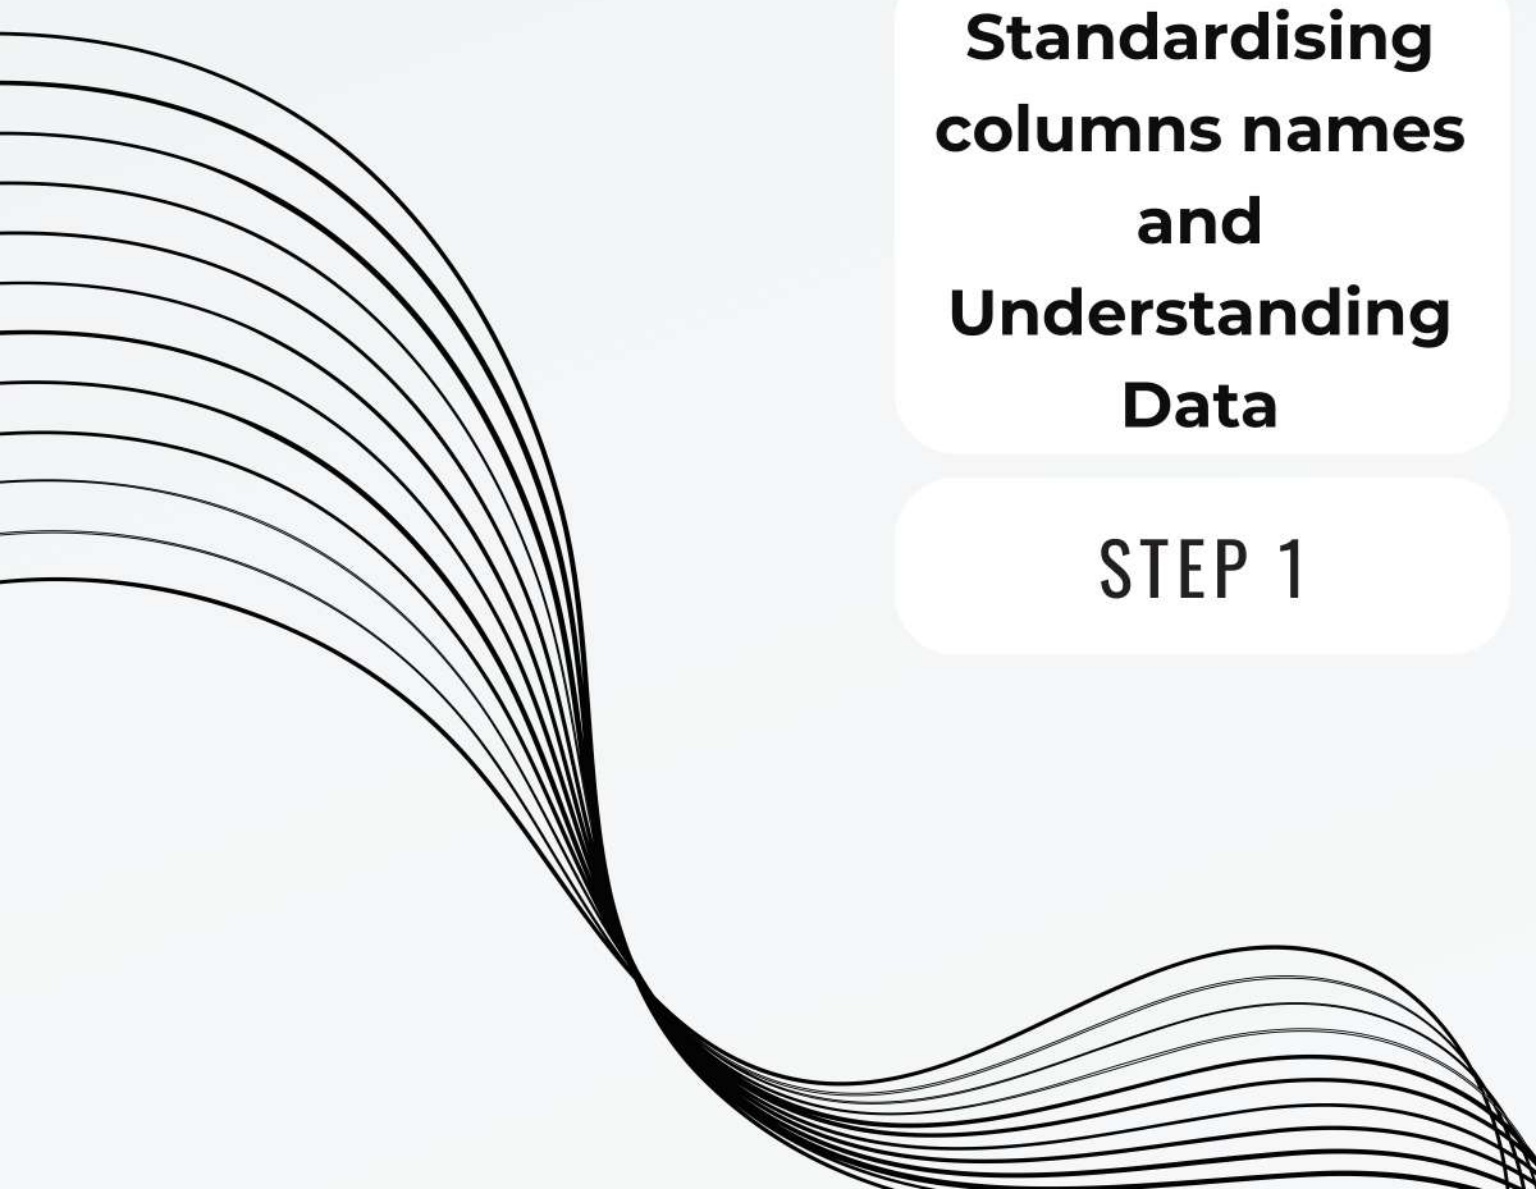 Standardising
columns names
and
Understanding
Data
STEP 1